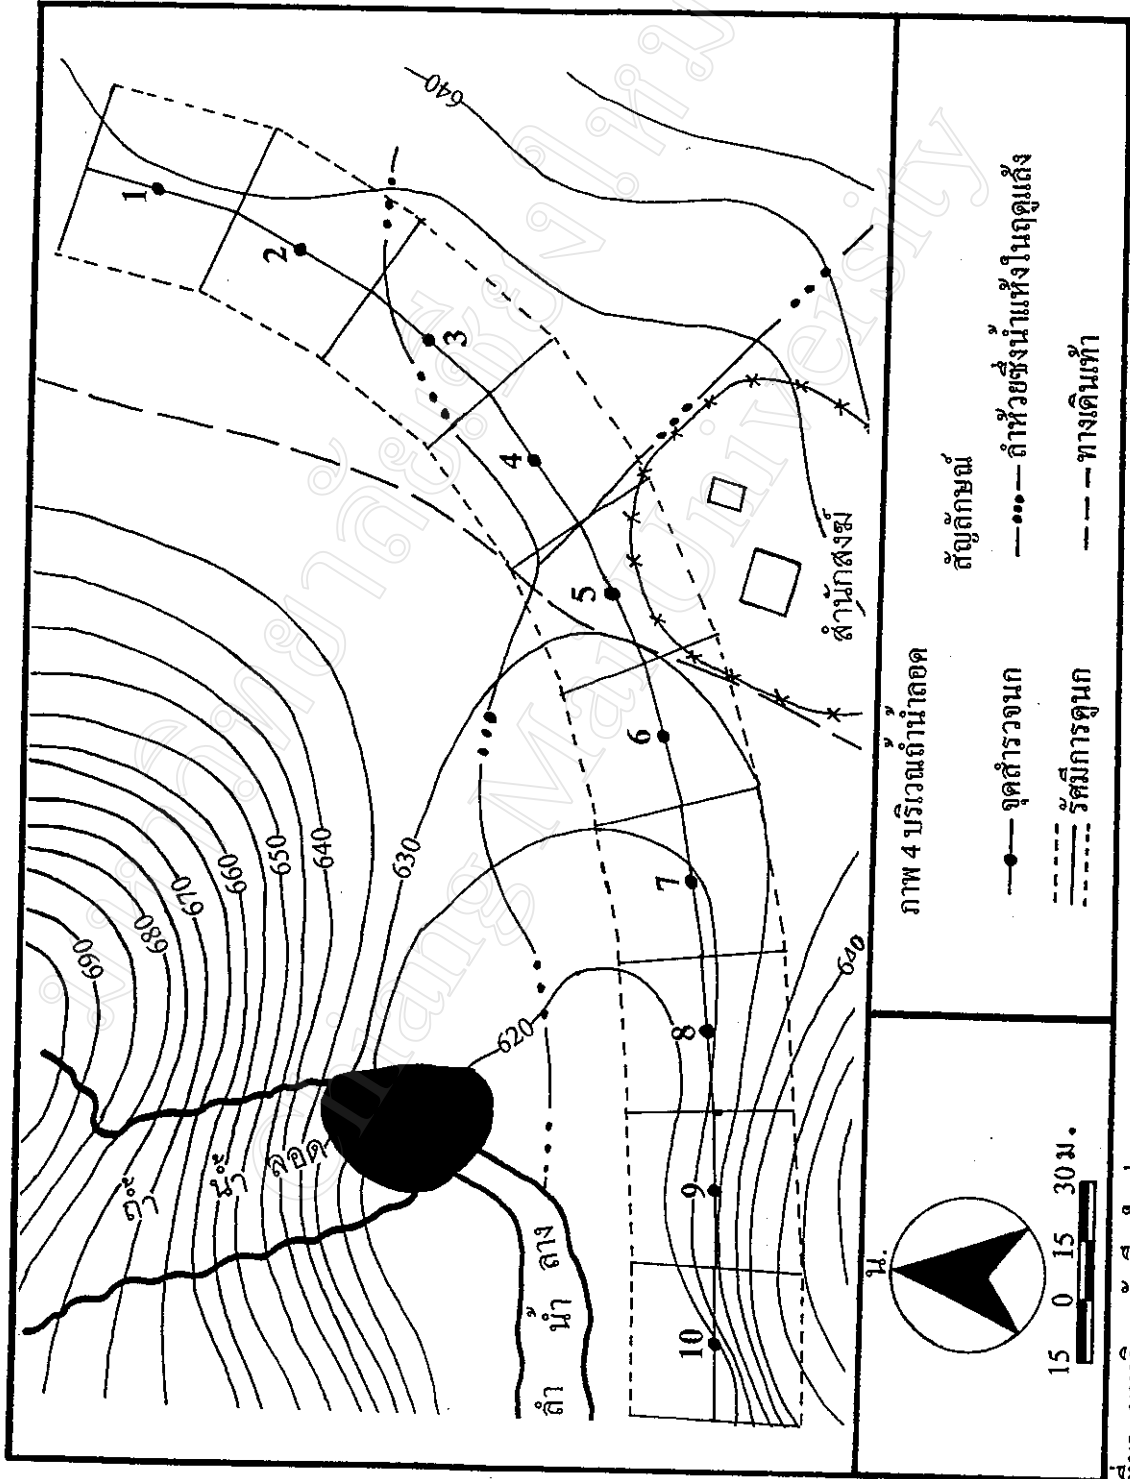 1
2
3
4
5
6
7
8
9
10
640
690
680
670
660
650
640
630
620
640
ถ้ำ น้ำ ลอด
ลำ น้ำ ลาง
สำนักสงฆ์
น.
15 0 15 30 ม.
ภาพ 4 บริเวณถ้ำน้ำลอด
สัญลักษณ์
จุดสำรวจนก
รัศมีการดูนก
ลำห้วยซึ่งน้ำแห้งในฤดูแล้ง
ทางเดินเท้า
Chiang Mai University